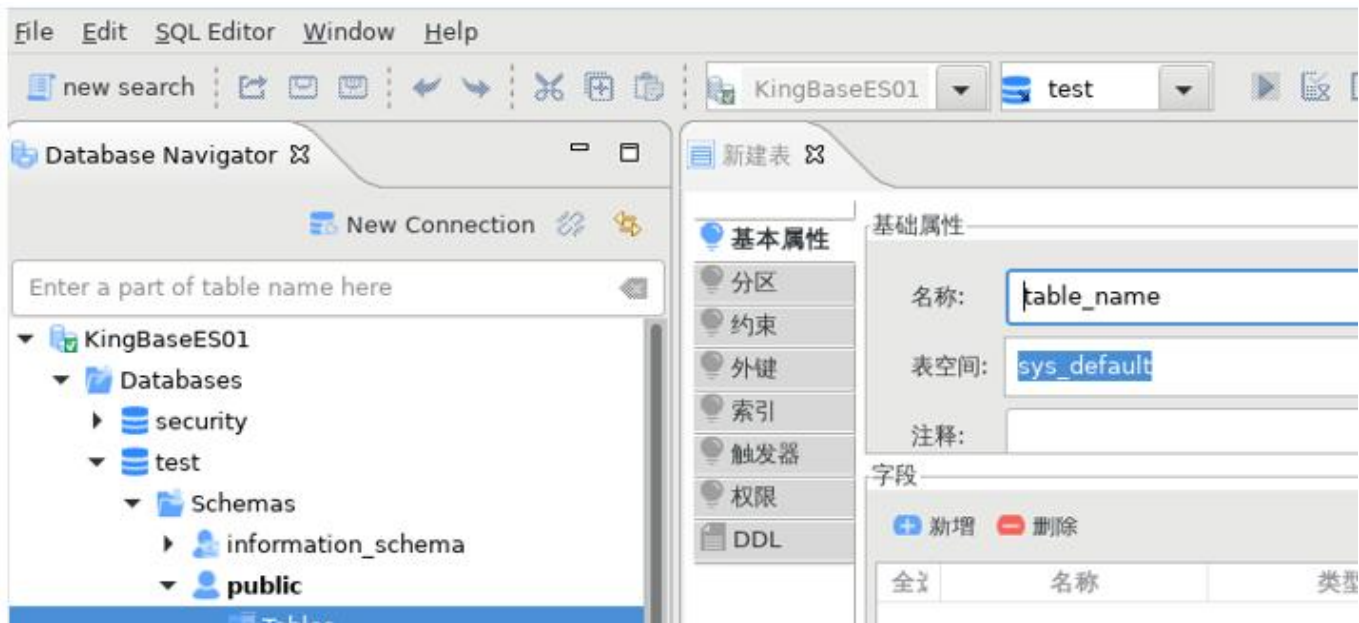 File Edit SQL Editor Window Help
new search KingBaseES01 test
Database Navigator
New Connection
Enter a part of table name here
KingBaseES01
Databases
security
test
Schemas
information_schema
public
Tables
新建表
基本属性
分区
约束
外键
索引
触发器
权限
DDL
基础属性
名称: table_name
表空间: sys_default
注释:
字段
新增 删除
全 名称 类型